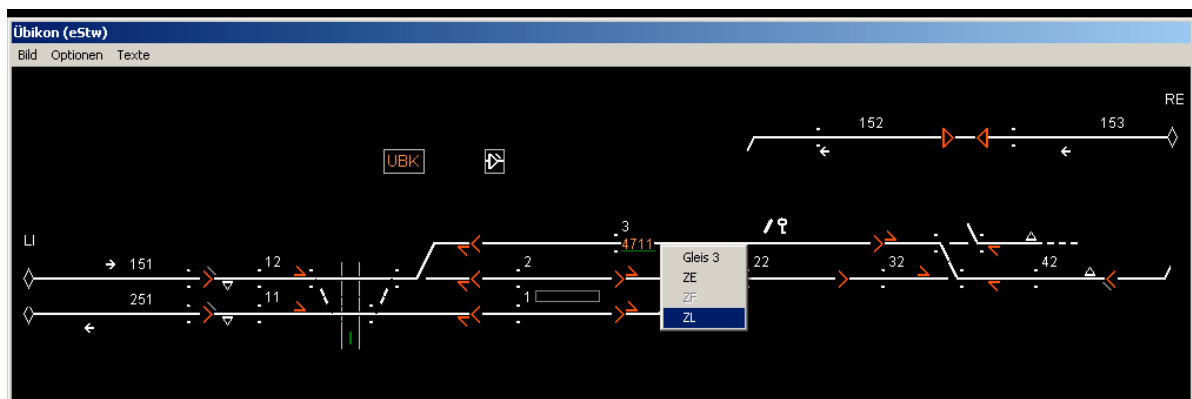 Übikon (eStw)
Bild Optionen Texte
RE
152 153
UBK
3
4711
LI
Gleis 3
151 12 2 22 32 42
ZE
ZF
251 11 1
ZL